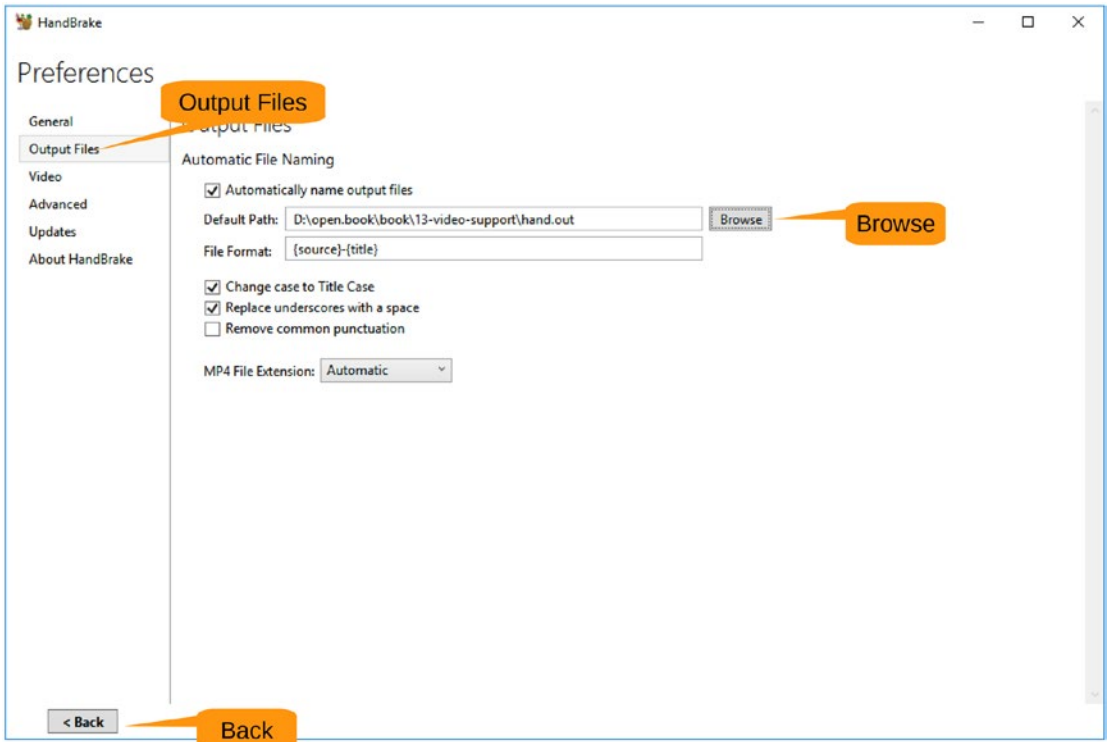 HandBrake
Preferences
General
Output Files
Video
Advanced
Updates
About HandBrake
Output Files
Output Files
Automatic File Naming
Automatically name output files
Default Path: D:\open.book\book\13-video-support\hand.out Browse
Browse
File Format: {source}-{title}
Change case to Title Case
Replace underscores with a space
Remove common punctuation
MP4 File Extension: Automatic
< Back
Back